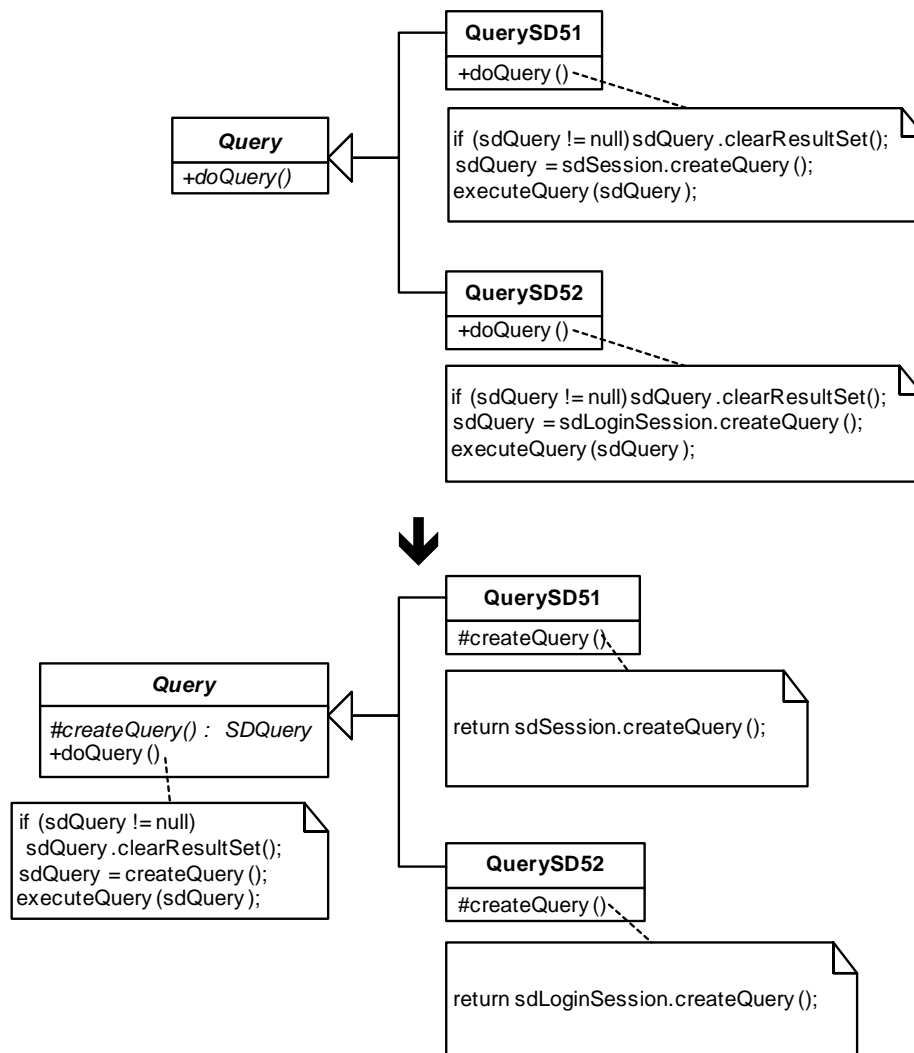 QuerySD51
+doQuery()
Query
+doQuery()
if (sdQuery != null) sdQuery.clearResultSet();
sdQuery = sdSession.createQuery();
executeQuery(sdQuery);
QuerySD52
+doQuery()
if (sdQuery != null) sdQuery.clearResultSet();
sdQuery = sdLoginSession.createQuery();
executeQuery(sdQuery);
QuerySD51
#createQuery()
Query
#createQuery() : SDQuery
+doQuery()
return sdSession.createQuery();
if (sdQuery != null)
sdQuery.clearResultSet();
sdQuery = createQuery();
executeQuery(sdQuery);
QuerySD52
#createQuery()
return sdLoginSession.createQuery();